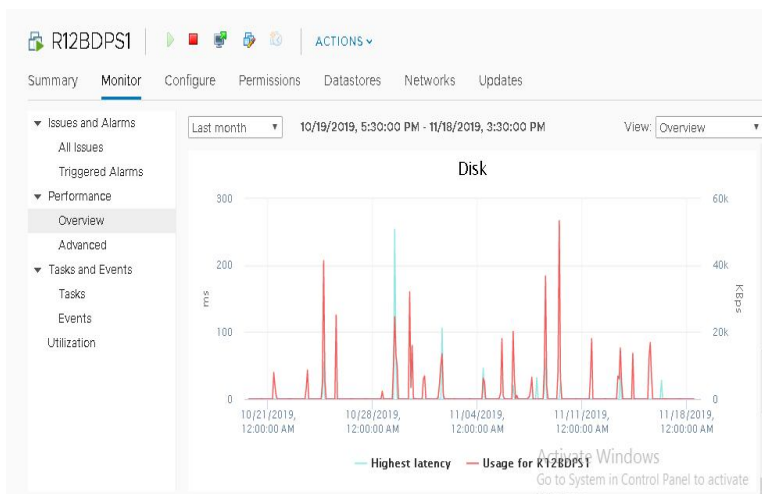 R12BDPS1 ACTIONS
Summary Monitor Configure Permissions Datastores Networks Updates
Issues and Alarms
All Issues
Triggered Alarms
Performance
Overview
Advanced
Tasks and Events
Tasks
Events
Utilization
Last month 10/19/2019, 5:30:00 PM - 11/18/2019, 3:30:00 PM View: Overview
Disk
300 60k
200 40k
ms KBps
100 20k
0 0
10/21/2019, 10/28/2019, 11/04/2019, 11/11/2019, 11/18/2019,
12:00:00 AM 12:00:00 AM 12:00:00 AM 12:00:00 AM 12:00:00 AM
Highest latency Usage for R12BDPS1
Activate Windows
Go to System in Control Panel to activate